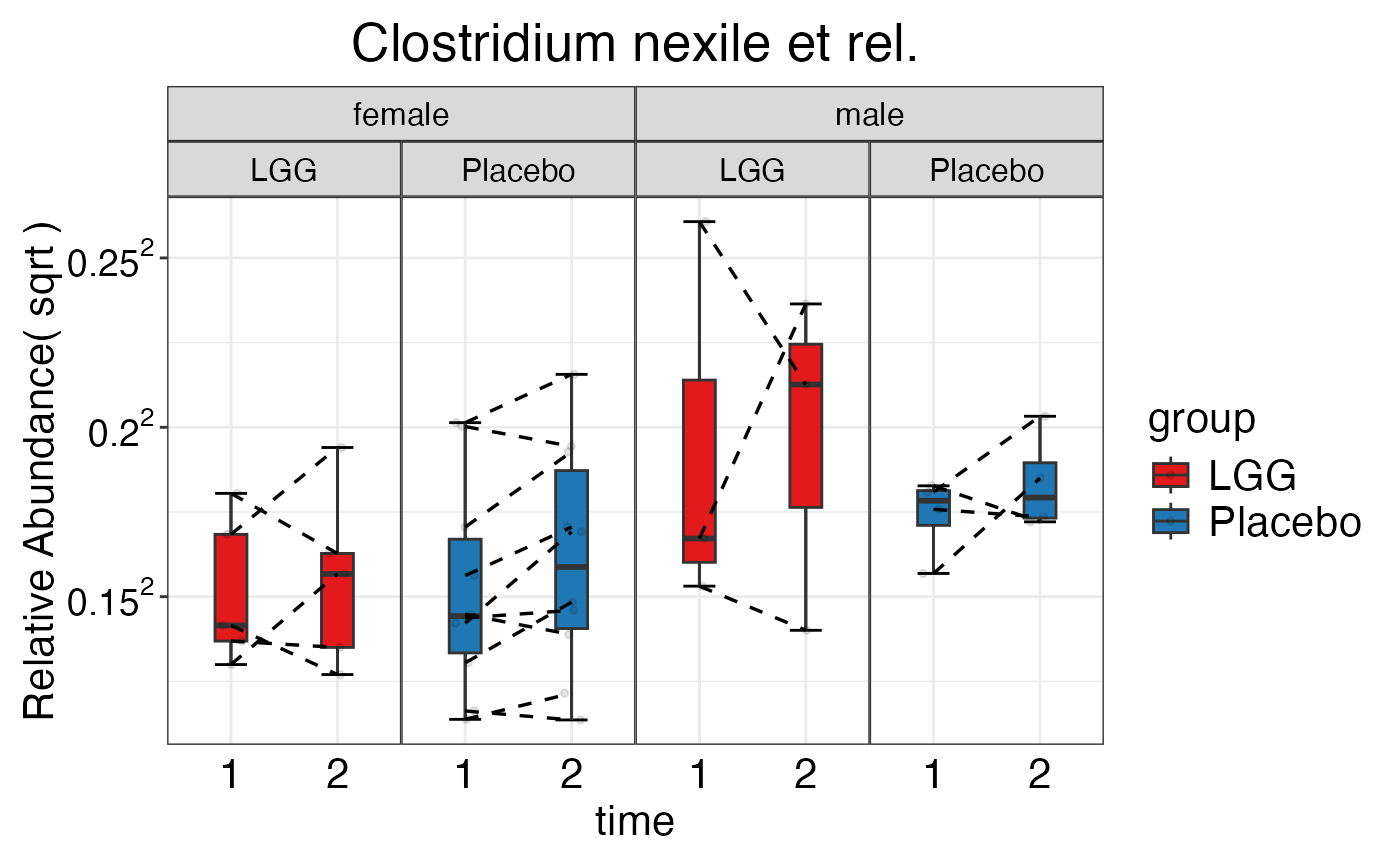 Clostridium nexile et rel.
female male
LGG Placebo LGG Placebo
Relative Abundance( sqrt )
0.25²
0.2²
0.15²
1 2 1 2 1 2 1 2
time
group
LGG
Placebo